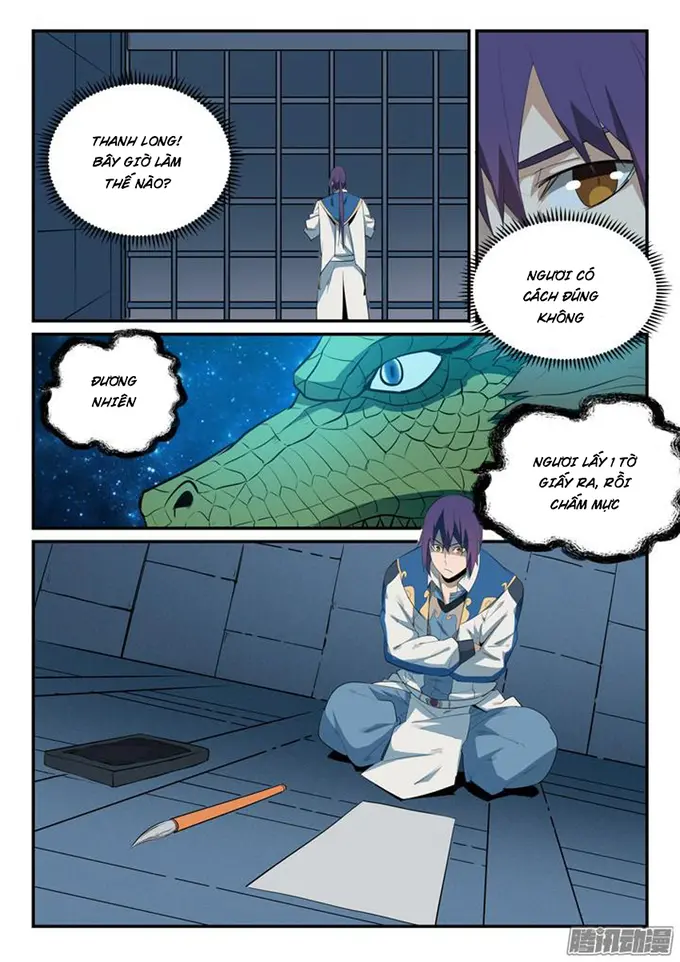 THANH LONG!
BÂY GIỜ LÀM
THẾ NÀO?
NGƯƠI CÓ
CÁCH ĐÚNG
KHÔNG
ĐƯƠNG
NHIÊN
NGƯƠI LẤY 1 TỜ
GIẤY RA, RỒI
CHẤM MỰC
腾讯动漫